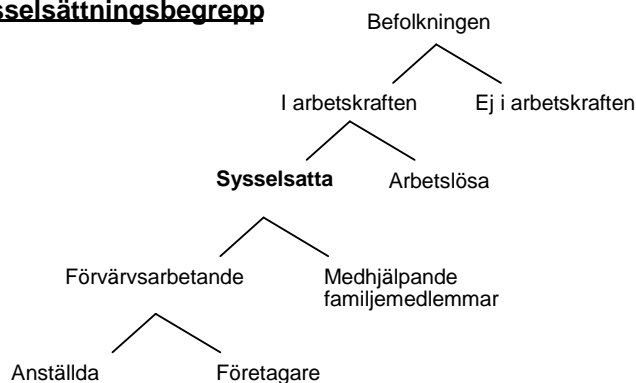 sselsättningsbegrepp
Befolkningen
I arbetskraften Ej i arbetskraften
Sysselsatta Arbetslösa
Förvärvsarbetande Medhjälpande
familjemedlemmar
Anställda Företagare